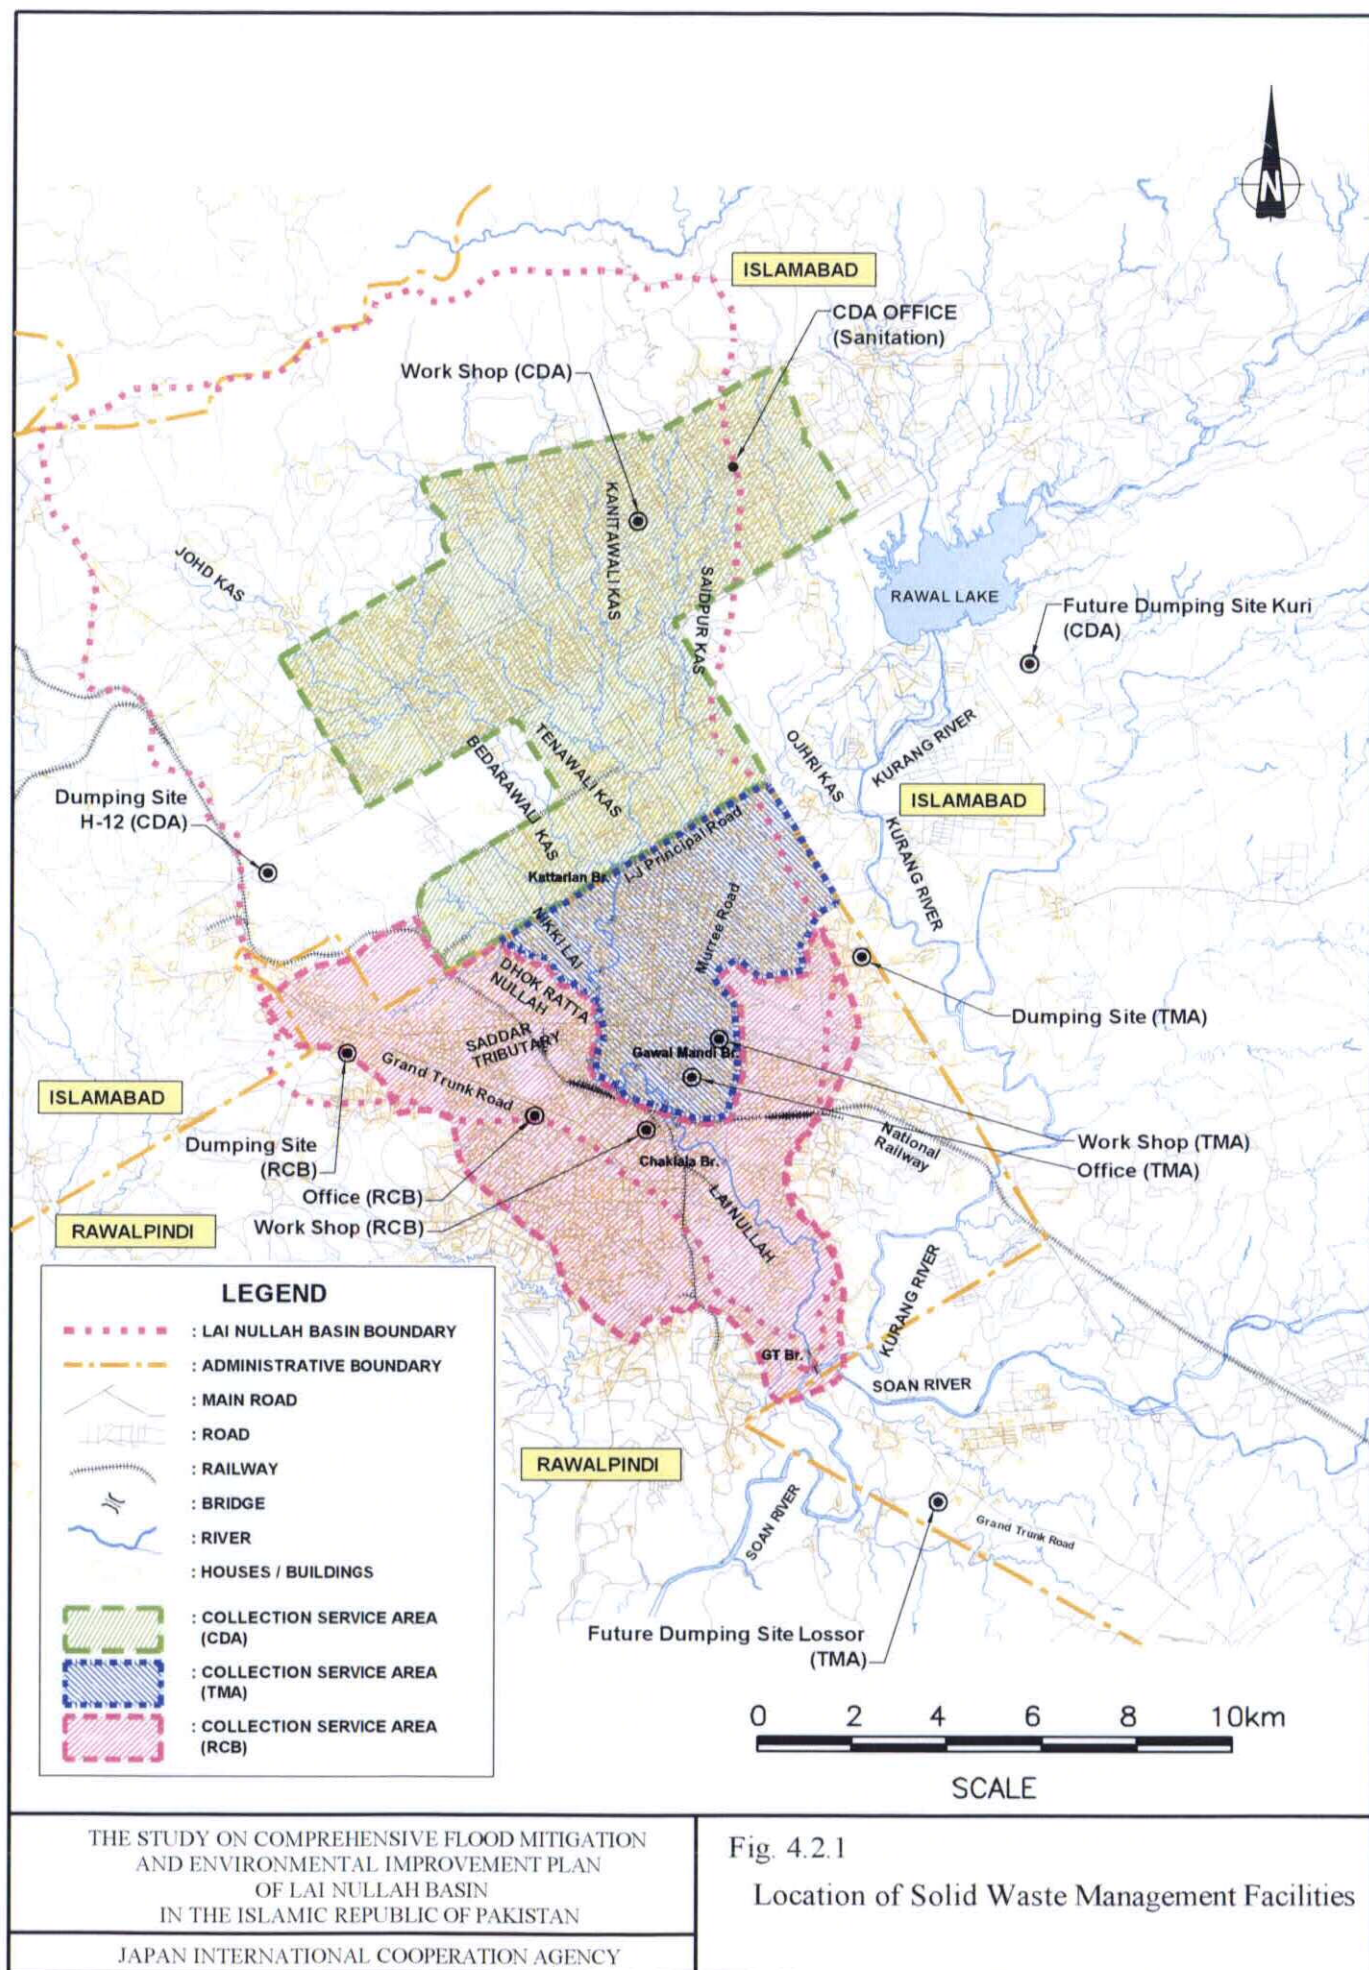 N
ISLAMABAD
CDA OFFICE
(Sanitation)
Work Shop (CDA)
KANITAWALI KAS
SAIDPUR KAS
JOHD KAS
RAWAL LAKE
Future Dumping Site Kuri
(CDA)
OJHRI KAS
KURANG RIVER
TENAWALI KAS
BEDARAWALI KAS
ISLAMABAD
Dumping Site
H-12 (CDA)
I-J Principal Road
KURANG RIVER
Kattarian Br.
Murree Road
NIKKI LAI
DHOK RATTA
NULLAH
SADDAR
TRIBUTARY
Dumping Site (TMA)
Gawal Mandi Br.
Grand Trunk Road
ISLAMABAD
Dumping Site
(RCB)
National
Railway
Work Shop (TMA)
Office (TMA)
Chaklala Br.
Office (RCB)
LAI NULLAH
Work Shop (RCB)
RAWALPINDI
KURANG RIVER
GT Br.
SOAN RIVER
RAWALPINDI
SOAN RIVER
Grand Trunk Road
Future Dumping Site Lossor
(TMA)
LEGEND
: LAI NULLAH BASIN BOUNDARY
: ADMINISTRATIVE BOUNDARY
: MAIN ROAD
: ROAD
: RAILWAY
: BRIDGE
: RIVER
: HOUSES / BUILDINGS
: COLLECTION SERVICE AREA
(CDA)
: COLLECTION SERVICE AREA
(TMA)
: COLLECTION SERVICE AREA
(RCB)
0 2 4 6 8 10km
SCALE
THE STUDY ON COMPREHENSIVE FLOOD MITIGATION
AND ENVIRONMENTAL IMPROVEMENT PLAN
OF LAI NULLAH BASIN
IN THE ISLAMIC REPUBLIC OF PAKISTAN
JAPAN INTERNATIONAL COOPERATION AGENCY
Fig. 4.2.1
Location of Solid Waste Management Facilities